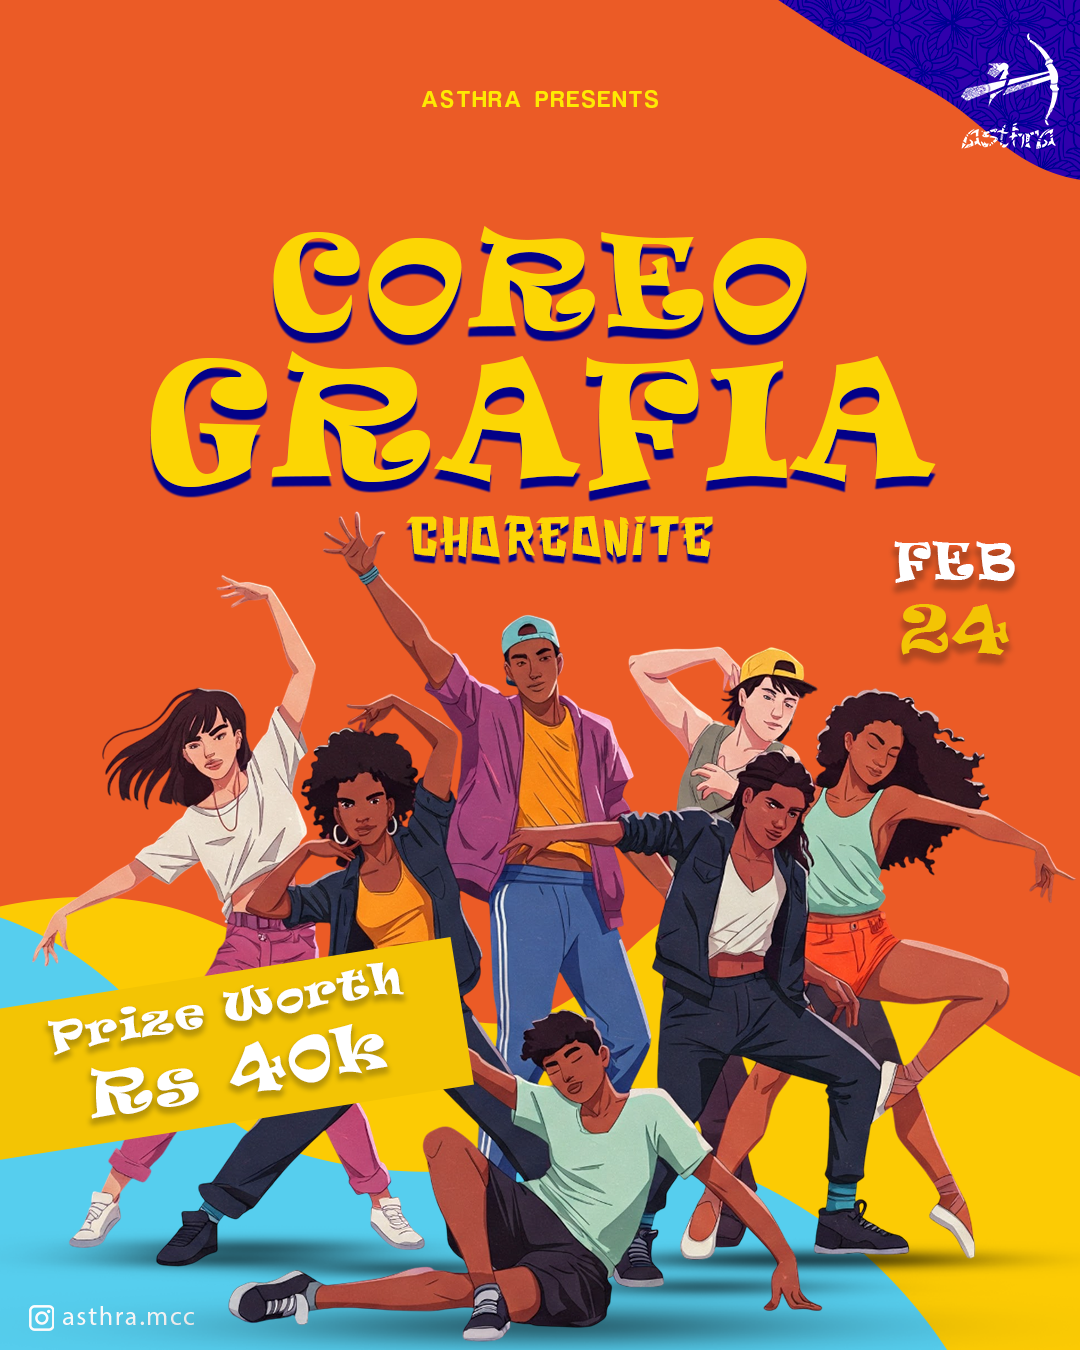 ASTHRA PRESENTS
asthra
COREO
GRAFIA
CHOREONITE
FEB
24
Prize Worth
Rs 40k
asthra.mcc